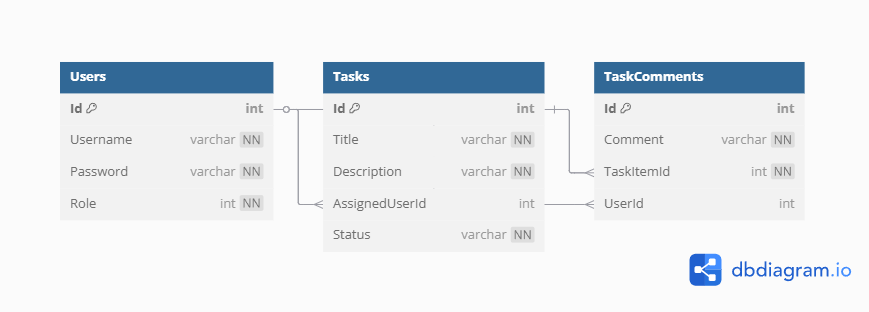 Users
Id int
Username varchar NN
Password varchar NN
Role int NN
Tasks
Id int
Title varchar NN
Description varchar NN
AssignedUserId int
Status varchar NN
TaskComments
Id int
Comment varchar NN
TaskItemId int NN
UserId int
dbdiagram.io